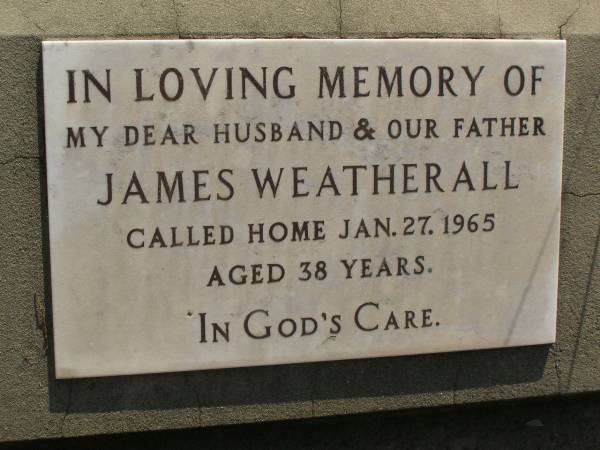 IN LOVING MEMORY OF
MY DEAR HUSBAND & OUR FATHER
JAMES WEATHERALL
CALLED HOME JAN. 27. 1965
AGED 38 YEARS.
IN GOD'S CARE.